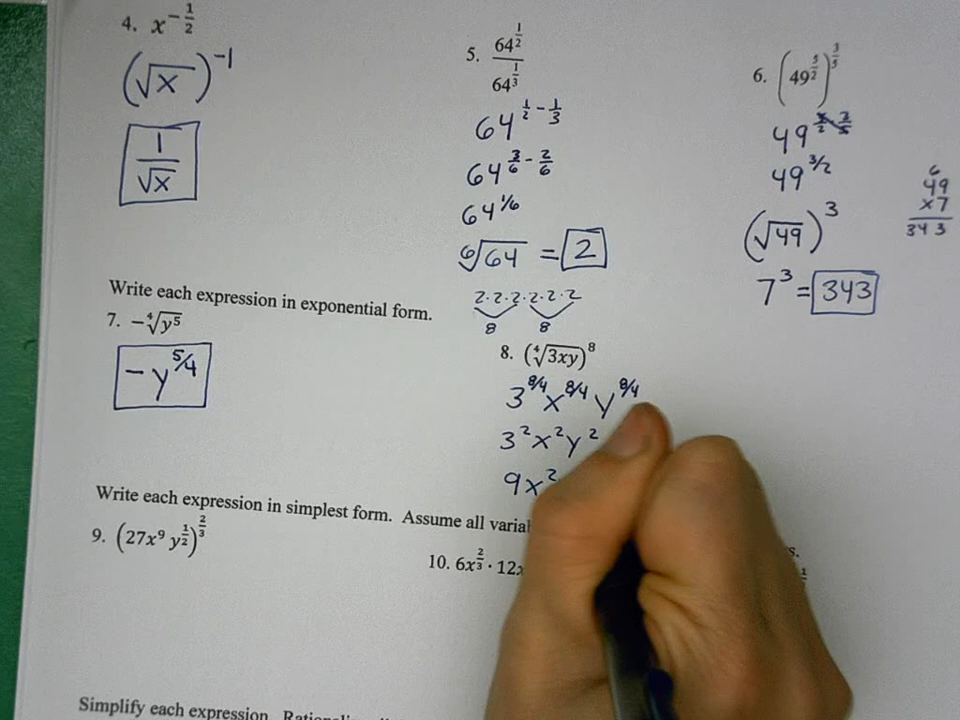 4. x^{-1/2}
(√x)^{-1}
1/√x
5. 64^{1/2}/64^{1/3}
64^{1/2 - 1/3}
64^{3/6 - 2/6}
64^{1/6}
⁶√64 = 2
2·2·2·2·2·2
8 8
6. (49^{5/2})^{3/5}
49^{5/2 · 3/5}
49^{3/2}
(√49)^3
7^3 = 343
6
49
x7
343
Write each expression in exponential form.
7. -⁴√y^5
-y^{5/4}
8. (⁴√3xy)^8
3^{8/4} x^{8/4} y^{8/4}
3^2 x^2 y^2
9x^2
Write each expression in simplest form. Assume all
9. (27x^9 y^{1/2})^{2/3}
10. 6x^{2/3} · 12x
Simplify each expression.